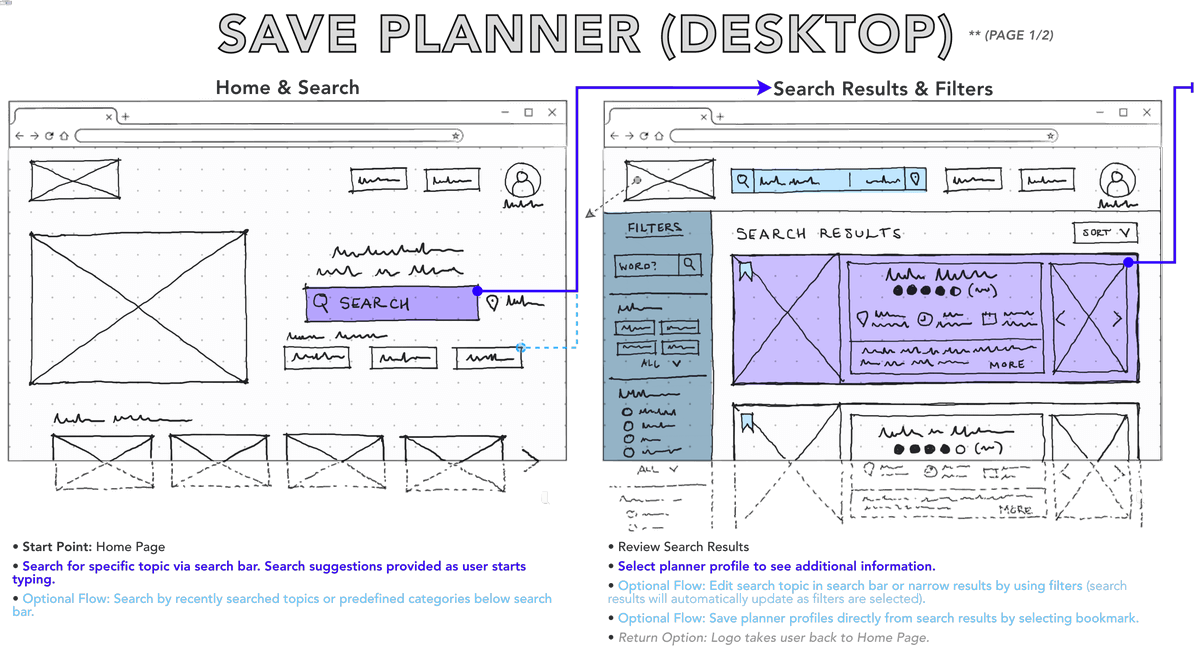 SAVE PLANNER (DESKTOP)
** (PAGE 1/2)
Home & Search
Search Results & Filters
SEARCH
FILTERS
WORD?
ALL
ALL
SEARCH RESULTS
SORT
MORE
MORE
• Start Point: Home Page
• Search for specific topic via search bar. Search suggestions provided as user starts
typing.
• Optional Flow: Search by recently searched topics or predefined categories below search
bar.
• Review Search Results
• Select planner profile to see additional information.
• Optional Flow: Edit search topic in search bar or narrow results by using filters (search
results will automatically update as filters are selected).
• Optional Flow: Save planner profiles directly from search results by selecting bookmark.
• Return Option: Logo takes user back to Home Page.